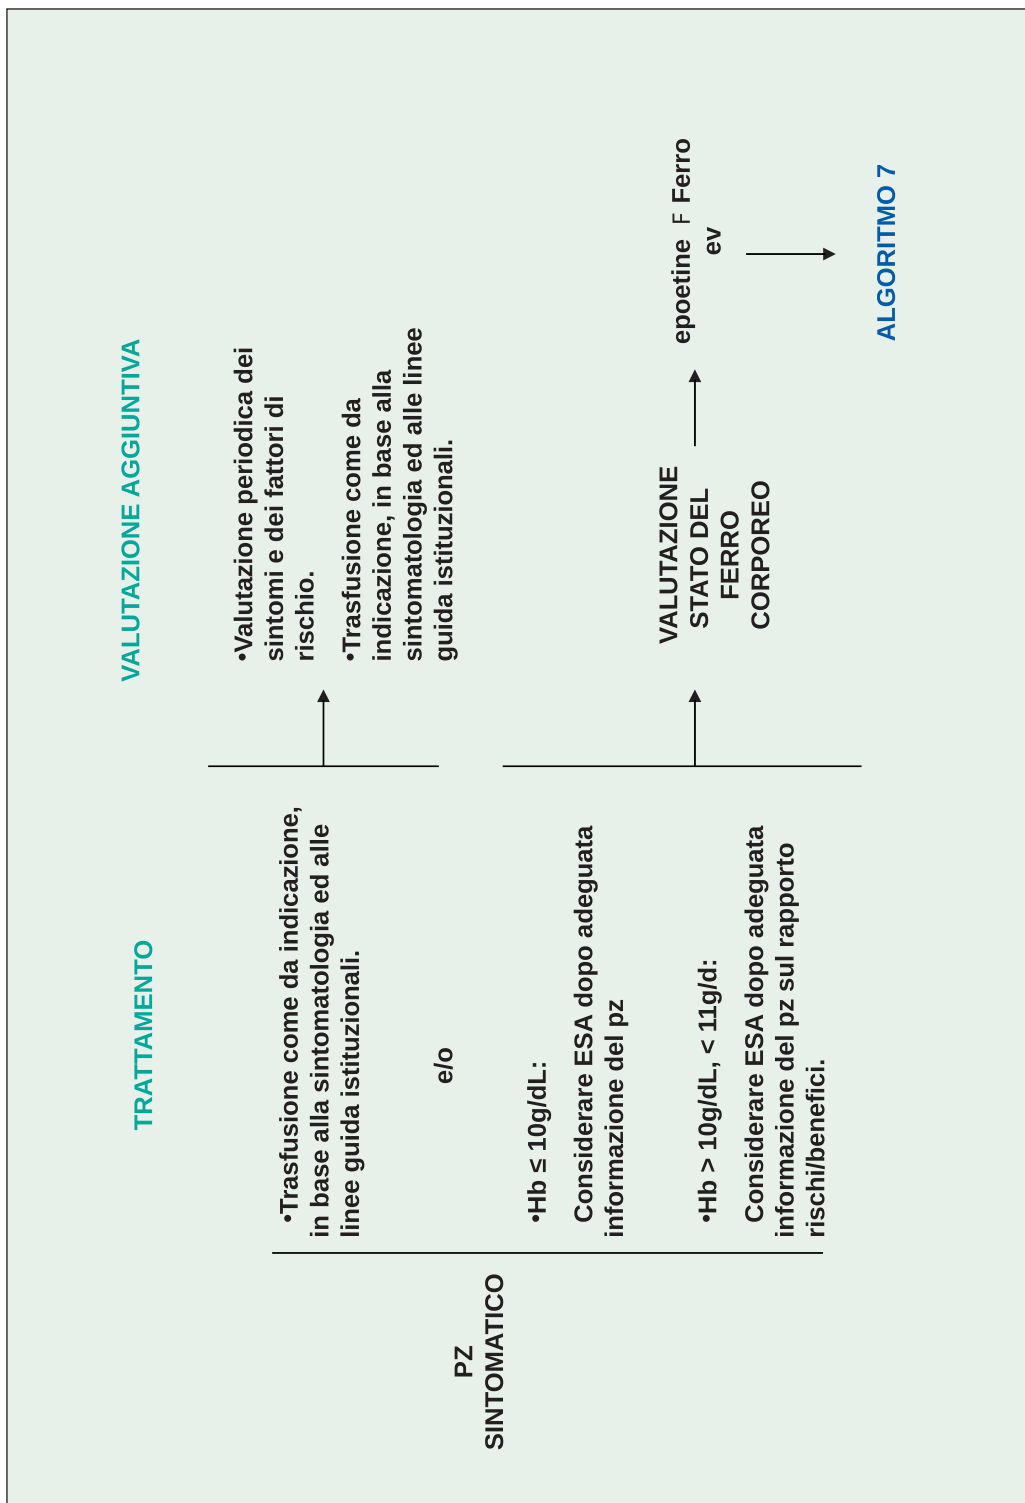 TRATTAMENTO
VALUTAZIONE AGGIUNTIVA
PZ
SINTOMATICO
•Trasfusione come da indicazione,
in base alla sintomatologia ed alle
linee guida istituzionali.
e/o
•Hb ≤ 10g/dL:
Considerare ESA dopo adeguata
informazione del pz
•Hb > 10g/dL, < 11g/d:
Considerare ESA dopo adeguata
informazione del pz sul rapporto
rischi/benefici.
•Valutazione periodica dei
sintomi e dei fattori di
rischio.
•Trasfusione come da
indicazione, in base alla
sintomatologia ed alle linee
guida istituzionali.
VALUTAZIONE
STATO DEL
FERRO
CORPOREO
epoetine F Ferro
ev
ALGORITMO 7